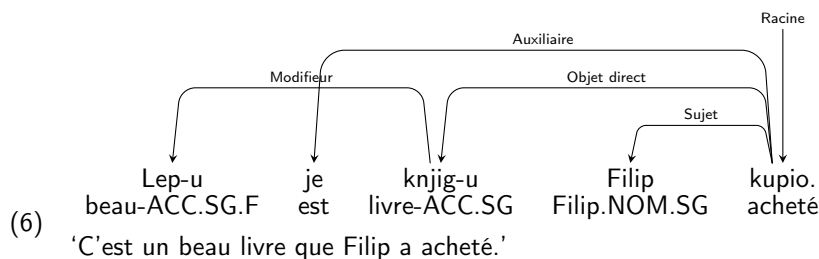 Racine
Auxiliaire
Modifieur Objet direct
Sujet
Lep-u je knjig-u Filip kupio.
beau-ACC.SG.F est livre-ACC.SG Filip.NOM.SG acheté
(6)
‘C'est un beau livre que Filip a acheté.’